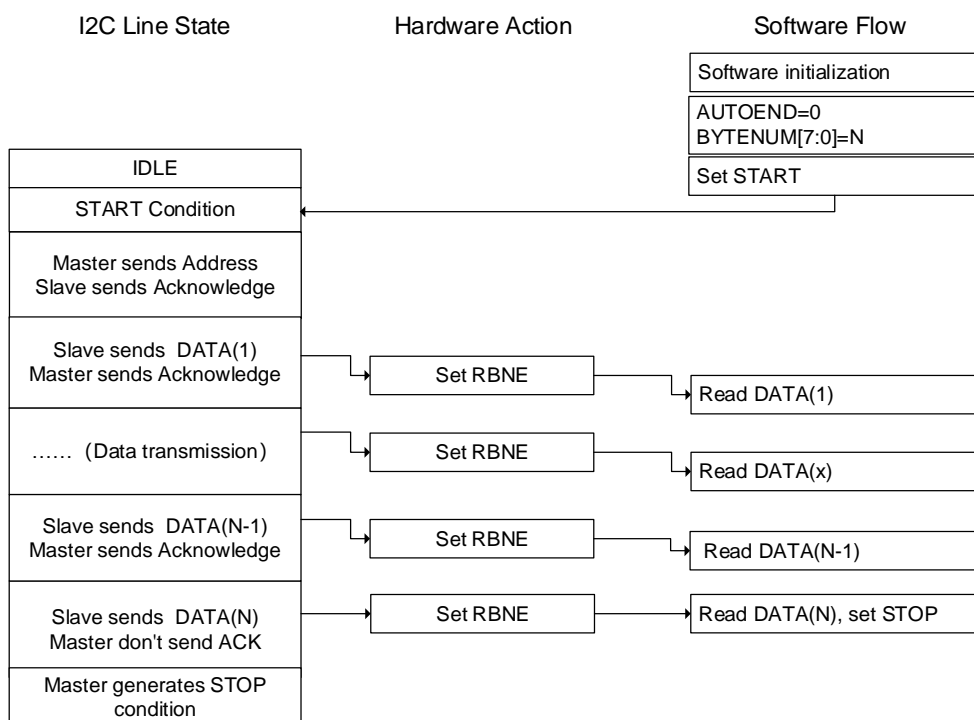 I2C Line State
Hardware Action
Software Flow
Software initialization
AUTOEND=0
BYTENUM[7:0]=N
IDLE
Set START
START Condition
Master sends Address
Slave sends Acknowledge
Slave sends DATA(1)
Master sends Acknowledge
Set RBNE
Read DATA(1)
...... (Data transmission)
Set RBNE
Read DATA(x)
Slave sends DATA(N-1)
Master sends Acknowledge
Set RBNE
Read DATA(N-1)
Slave sends DATA(N)
Master don't send ACK
Set RBNE
Read DATA(N), set STOP
Master generates STOP
condition